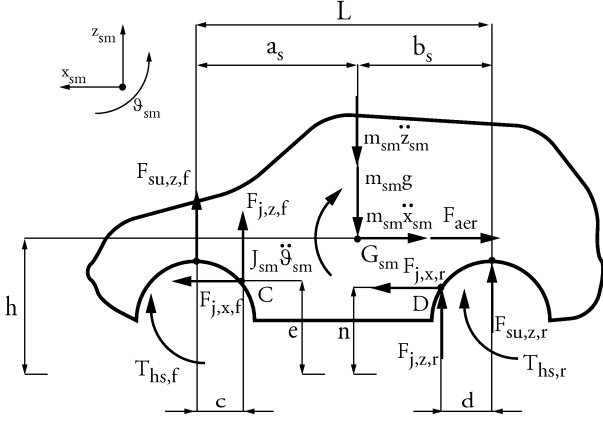 L
z_sm
a_s
b_s
x_sm
ϑ_sm
m_sm z̈_sm
F_su,z,f
m_sm g
F_j,z,f
m_sm ẍ_sm
F_aer
J_sm ϑ̈_sm
G_sm
F_j,x,r
C
D
F_j,x,f
h
e
n
F_su,z,r
F_j,z,r
T_hs,f
T_hs,r
c
d